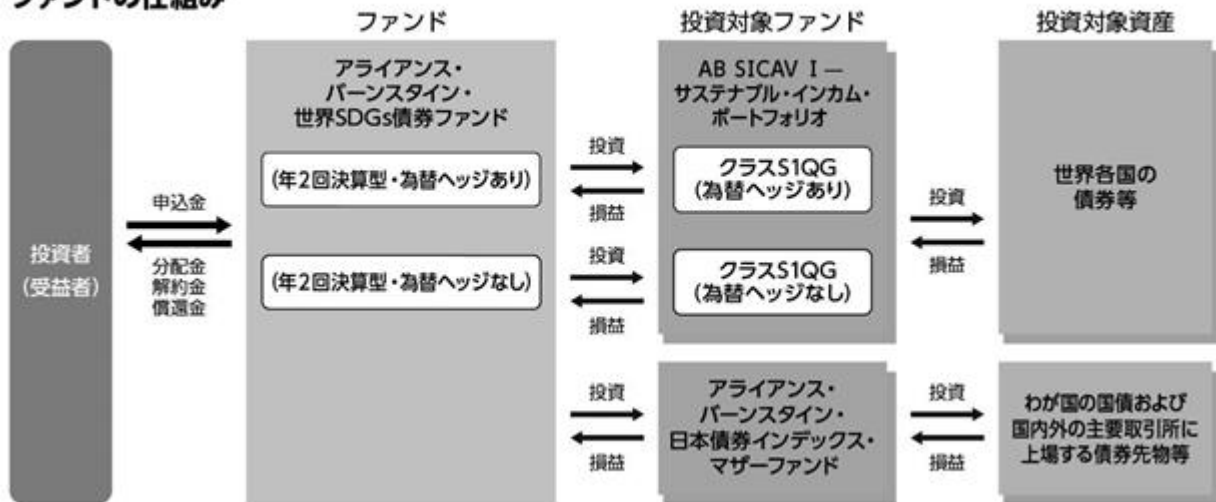 ファンドの仕組み
ファンド
投資対象ファンド
投資対象資産
投資者
(受益者)
申込金
分配金
解約金
償還金
アライアンス・
バーンスタイン・
世界SDGs債券ファンド
(年2回決算型・為替ヘッジあり)
(年2回決算型・為替ヘッジなし)
投資
損益
投資
損益
投資
損益
AB SICAV Ⅰ―
サステナブル・インカム・
ポートフォリオ
クラスS1QG
(為替ヘッジあり)
クラスS1QG
(為替ヘッジなし)
アライアンス・
バーンスタイン・
日本債券インデックス・
マザーファンド
投資
損益
投資
損益
世界各国の
債券等
わが国の国債および
国内外の主要取引所に
上場する債券先物等